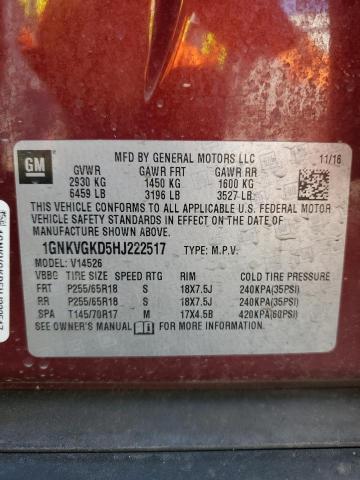 GM
MFD BY GENERAL MOTORS LLC 11/16
GVWR GAWR FRT GAWR RR
2930 KG 1450 KG 1600 KG
6459 LB 3196 LB 3527 LB
THIS VEHICLE CONFORMS TO ALL APPLICABLE U.S. FEDERAL MOTOR
VEHICLE SAFETY AND THEFT PREVENTION STANDARDS IN EFFECT ON THE DATE OF
MANUFACTURE SHOWN ABOVE.
1GNKVGKD5HJ222517 TYPE: M.P.V.
MODEL: V14526
VBBC TIRE SIZE SPEED RTG RIM COLD TIRE PRESSURE
FRT P255/65R18 S 18X7.5J 240KPA(35PSI)
RR P255/65R18 S 18X7.5J 240KPA(35PSI)
SPA T145/70R17 M 17X4.5B 420KPA(60PSI)
SEE OWNER'S MANUAL FOR MORE INFORMATION.